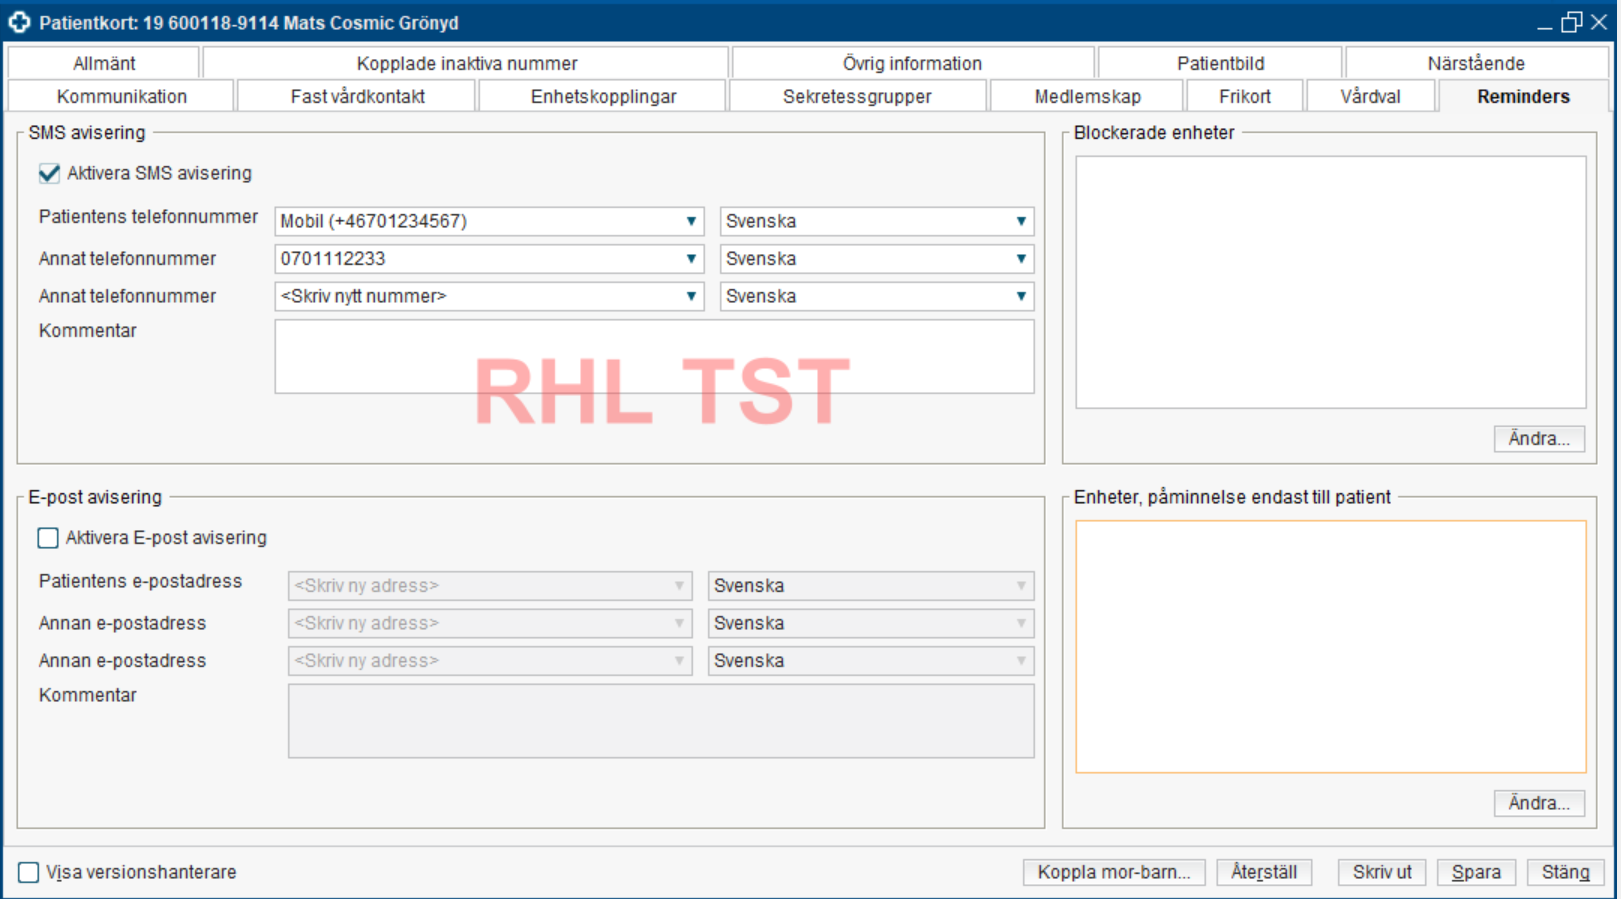 Patientkort: 19 600118-9114 Mats Cosmic Grönyd
Allmänt Kopplade inaktiva nummer Övrig information Patientbild Närstående
Kommunikation Fast vårdkontakt Enhetskopplingar Sekretessgrupper Medlemskap Frikort Vårdval Reminders
SMS avisering
Aktivera SMS avisering
Patientens telefonnummer Mobil (+46701234567) Svenska
Annat telefonnummer 0701112233 Svenska
Annat telefonnummer <Skriv nytt nummer> Svenska
Kommentar
RHL TST
Blockerade enheter
Ändra...
E-post avisering
Aktivera E-post avisering
Patientens e-postadress <Skriv ny adress> Svenska
Annan e-postadress <Skriv ny adress> Svenska
Annan e-postadress <Skriv ny adress> Svenska
Kommentar
Enheter, påminnelse endast till patient
Ändra...
Visa versionshanterare Koppla mor-barn... Återställ Skriv ut Spara Stäng